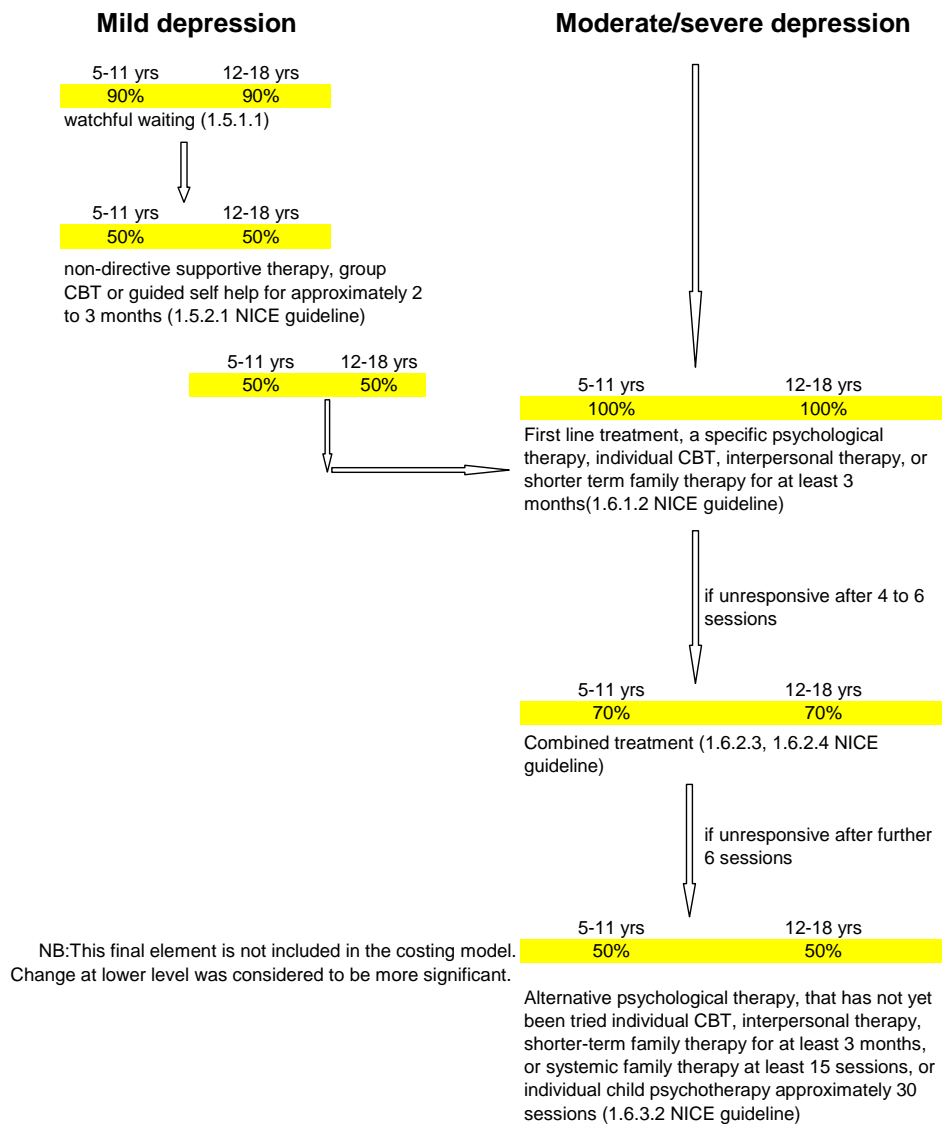 Mild depression
Moderate/severe depression
5-11 yrs 12-18 yrs
90% 90%
watchful waiting (1.5.1.1)
5-11 yrs 12-18 yrs
50% 50%
non-directive supportive therapy, group
CBT or guided self help for approximately 2
to 3 months (1.5.2.1 NICE guideline)
5-11 yrs 12-18 yrs
50% 50%
5-11 yrs 12-18 yrs
100% 100%
First line treatment, a specific psychological
therapy, individual CBT, interpersonal therapy, or
shorter term family therapy for at least 3
months(1.6.1.2 NICE guideline)
if unresponsive after 4 to 6
sessions
5-11 yrs 12-18 yrs
70% 70%
Combined treatment (1.6.2.3, 1.6.2.4 NICE
guideline)
if unresponsive after further
6 sessions
NB:This final element is not included in the costing model.
Change at lower level was considered to be more significant.
5-11 yrs 12-18 yrs
50% 50%
Alternative psychological therapy, that has not yet
been tried individual CBT, interpersonal therapy,
shorter-term family therapy for at least 3 months,
or systemic family therapy at least 15 sessions, or
individual child psychotherapy approximately 30
sessions (1.6.3.2 NICE guideline)